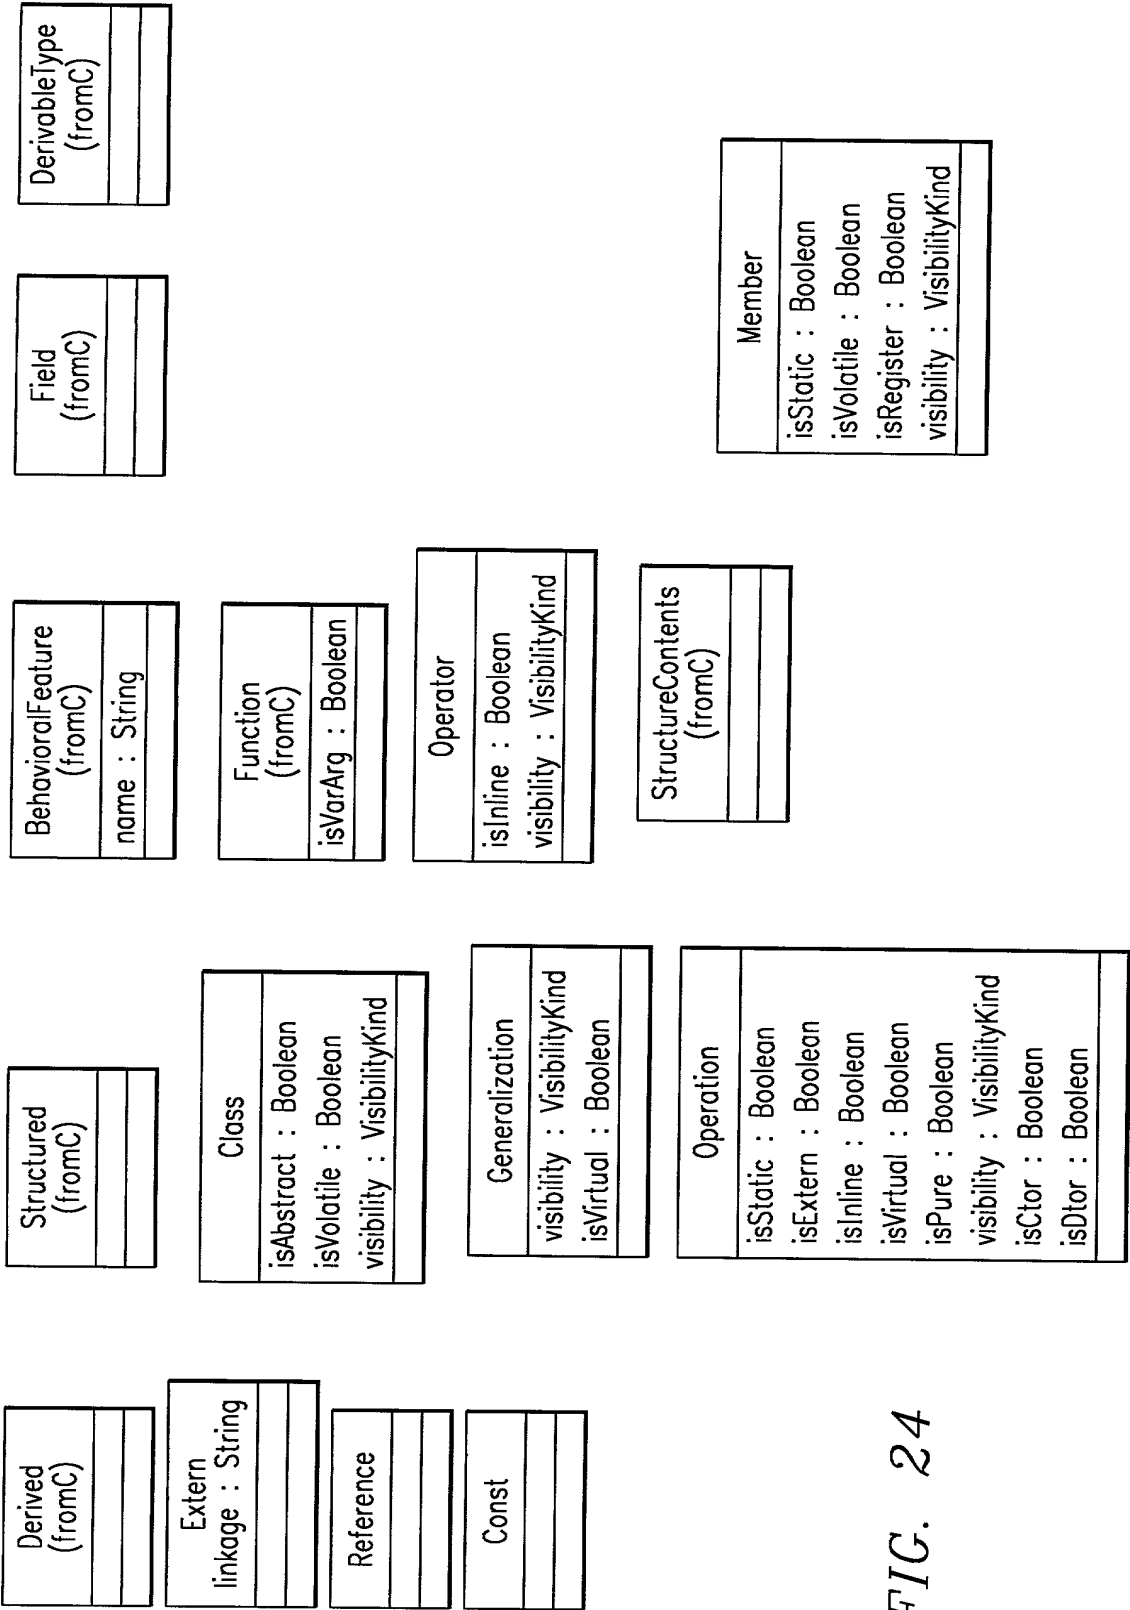 Derived
(fromC)
Extern
linkage : String
Reference
Const
Structured
(fromC)
Class
isAbstract : Boolean
isVolatile : Boolean
visibility : VisibilityKind
Generalization
visibility : VisibilityKind
isVirtual : Boolean
Operation
isStatic : Boolean
isExtern : Boolean
isInline : Boolean
isVirtual : Boolean
isPure : Boolean
visibility : VisibilityKind
isCtor : Boolean
isDtor : Boolean
BehavioralFeature
(fromC)
name : String
Function
(fromC)
isVarArg : Boolean
Operator
isInline : Boolean
visibility : VisibilityKind
StructureContents
(fromC)
Field
(fromC)
DerivableType
(fromC)
Member
isStatic : Boolean
isVolatile : Boolean
isRegister : Boolean
visibility : VisibilityKind
FIG. 24